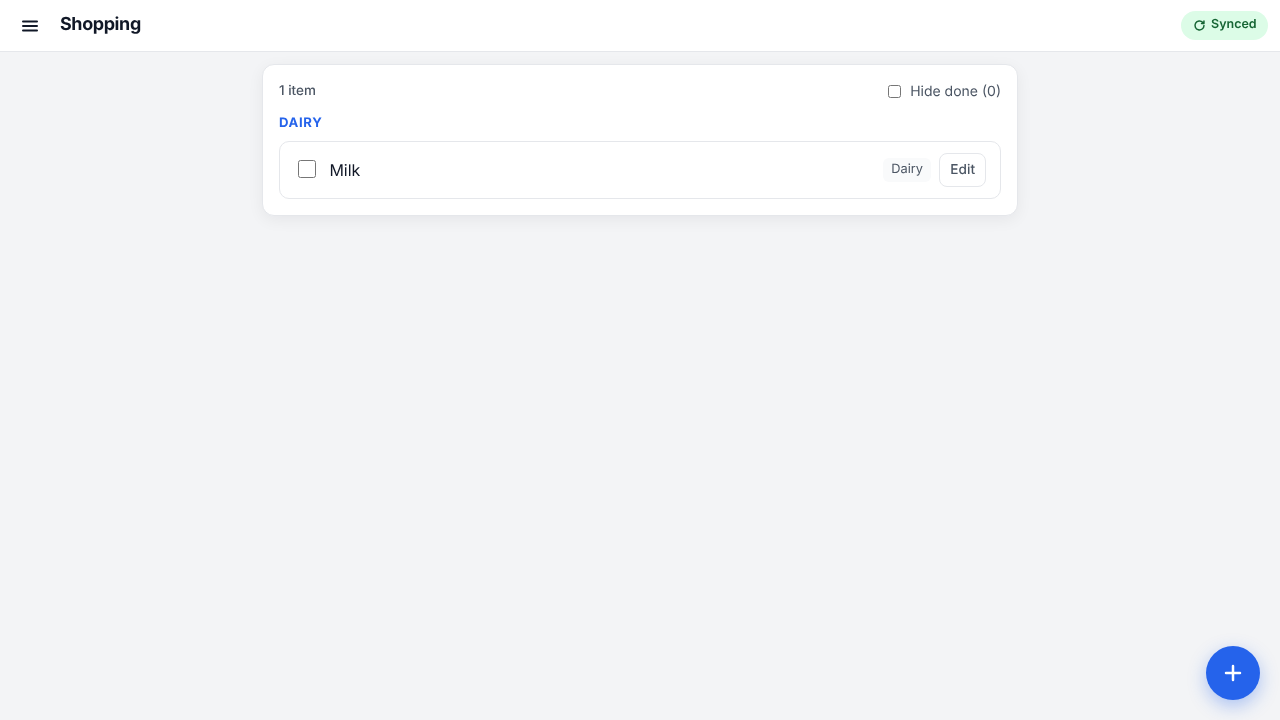 Shopping
Synced
1 item
Hide done (0)
DAIRY
Milk
Dairy
Edit